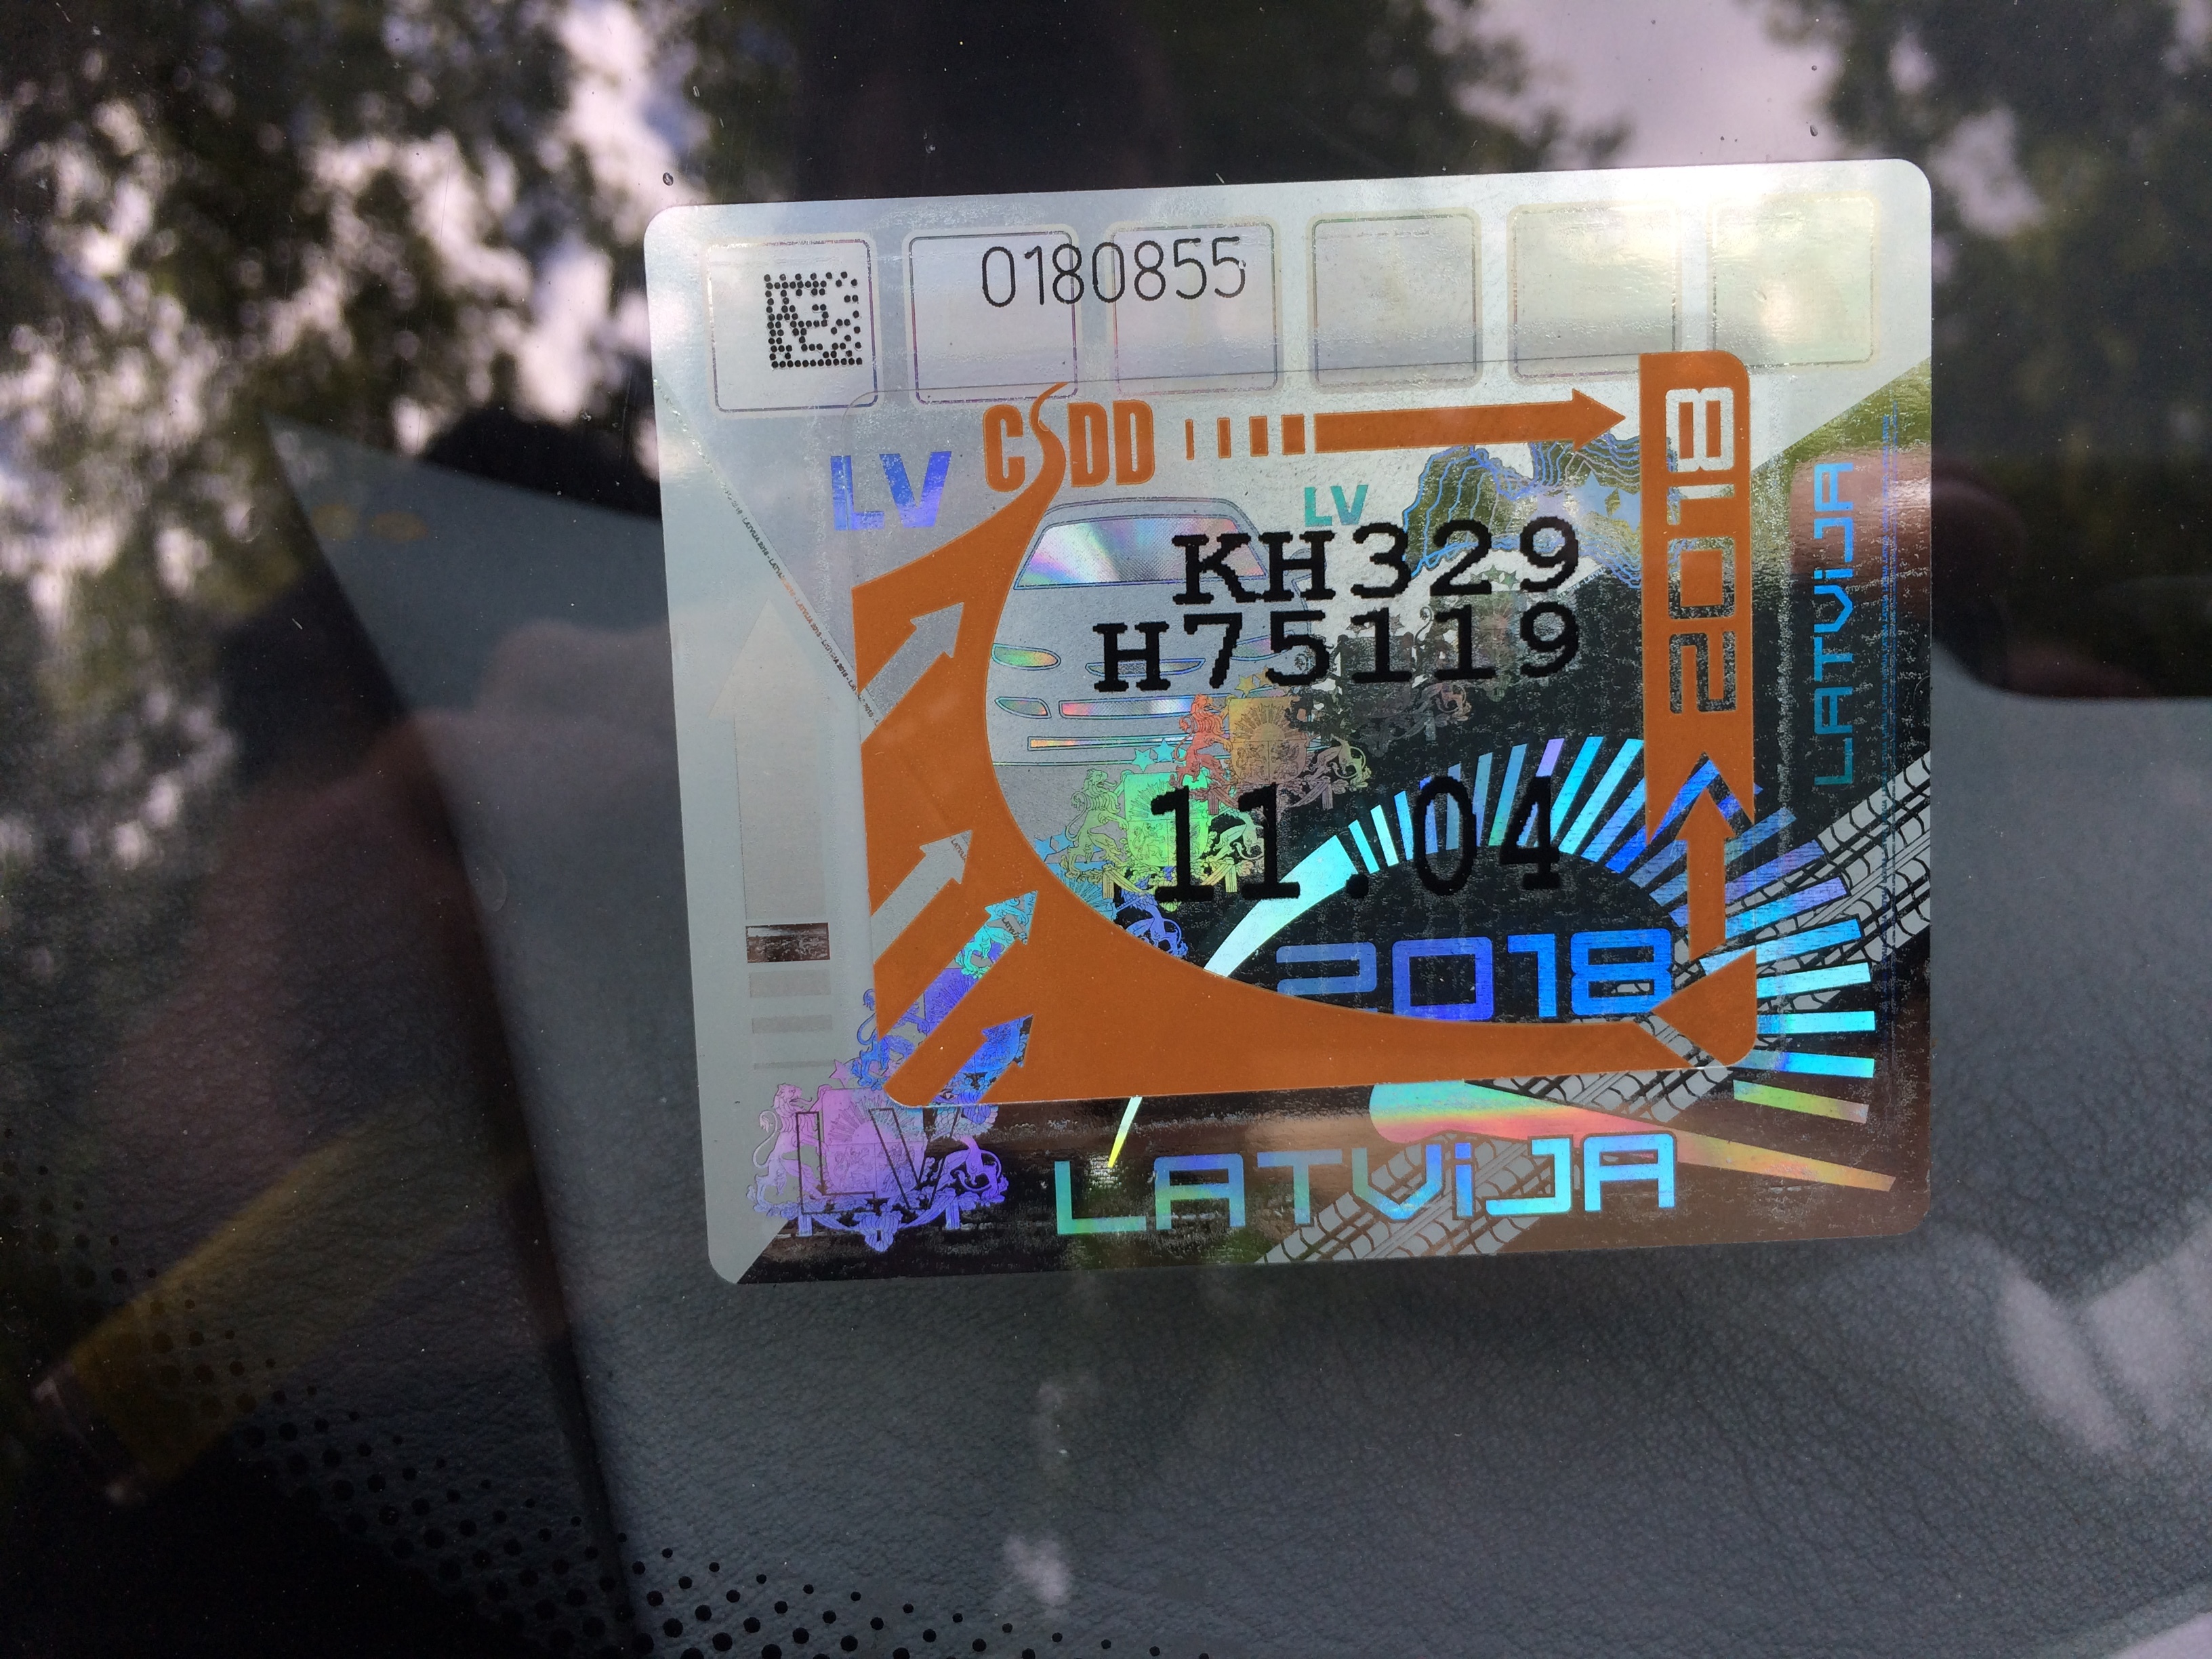 0180855
CSDD
2018
LV
LV
KH329
H75119
LATVIJA
11.04
2018
LV
LATVIJA